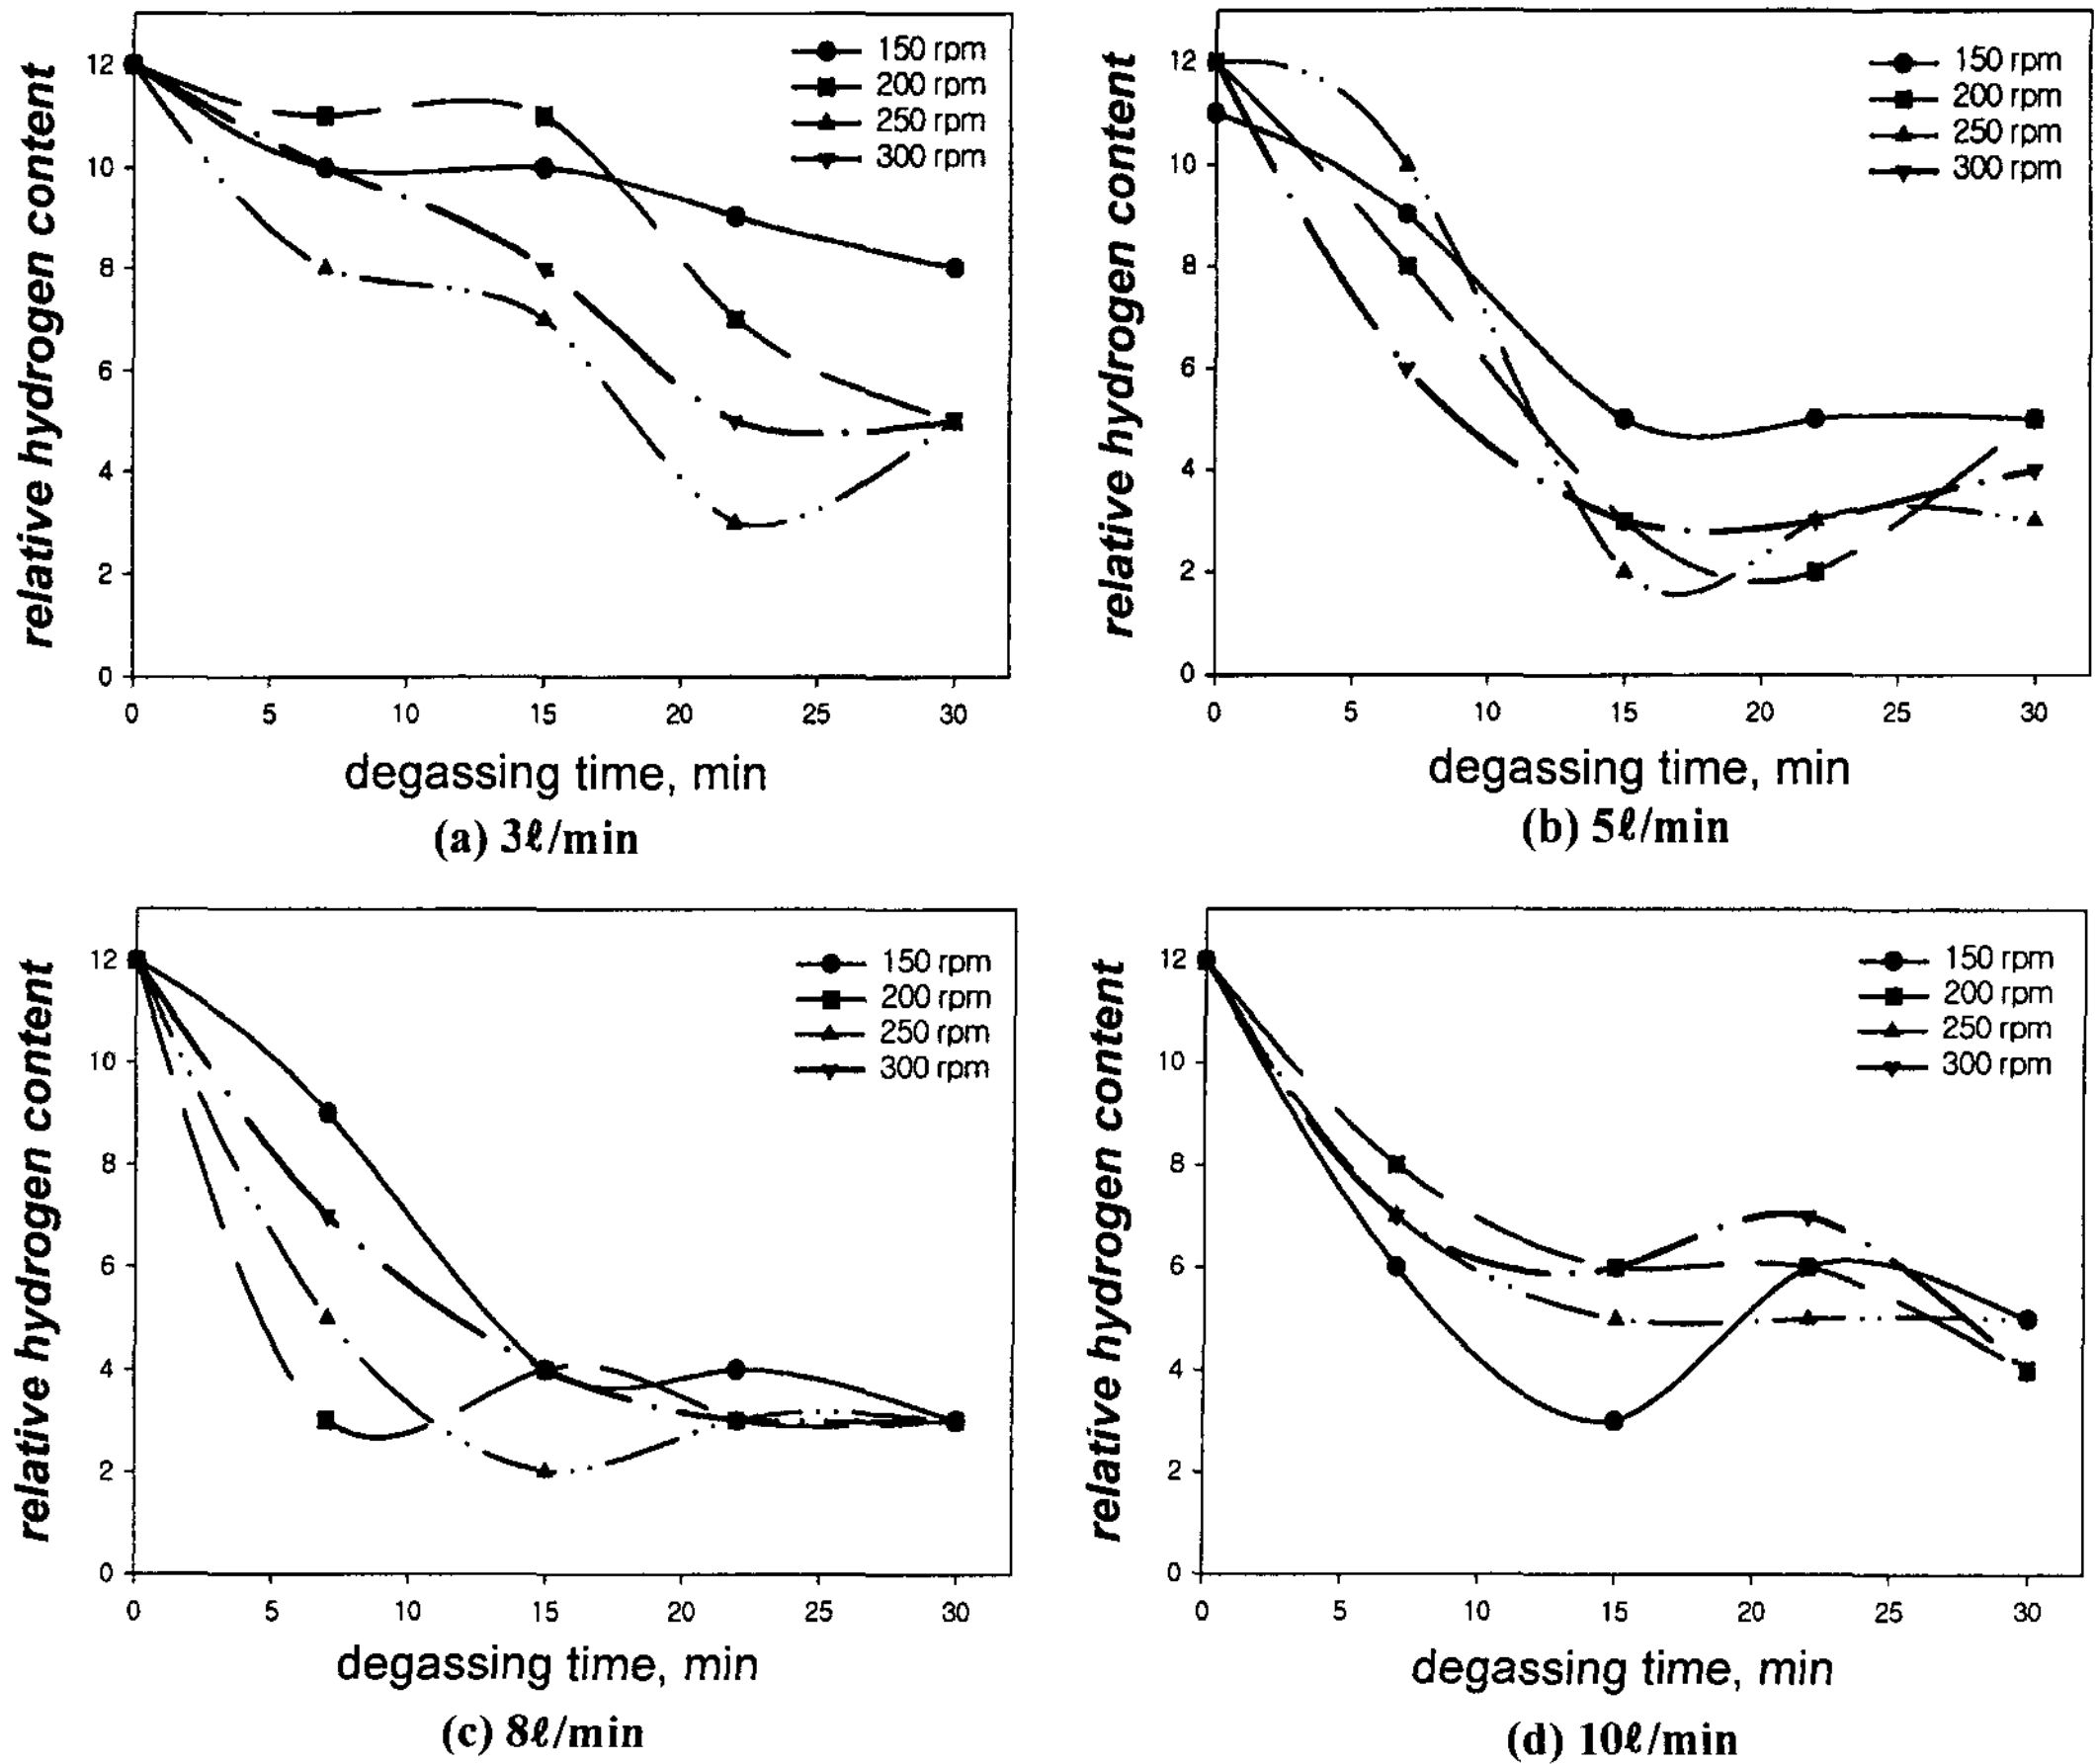 relative hydrogen content
12
10
8
6
4
2
0
150 rpm
200 rpm
250 rpm
300 rpm
0 5 10 15 20 25 30
degassing time, min
(a) 3ℓ/min
relative hydrogen content
12
10
8
6
4
2
0
150 rpm
200 rpm
250 rpm
300 rpm
0 5 10 15 20 25 30
degassing time, min
(b) 5ℓ/min
relative hydrogen content
12
10
8
6
4
2
0
150 rpm
200 rpm
250 rpm
300 rpm
0 5 10 15 20 25 30
degassing time, min
(c) 8ℓ/min
relative hydrogen content
12
10
8
6
4
2
0
150 rpm
200 rpm
250 rpm
300 rpm
0 5 10 15 20 25 30
degassing time, min
(d) 10ℓ/min